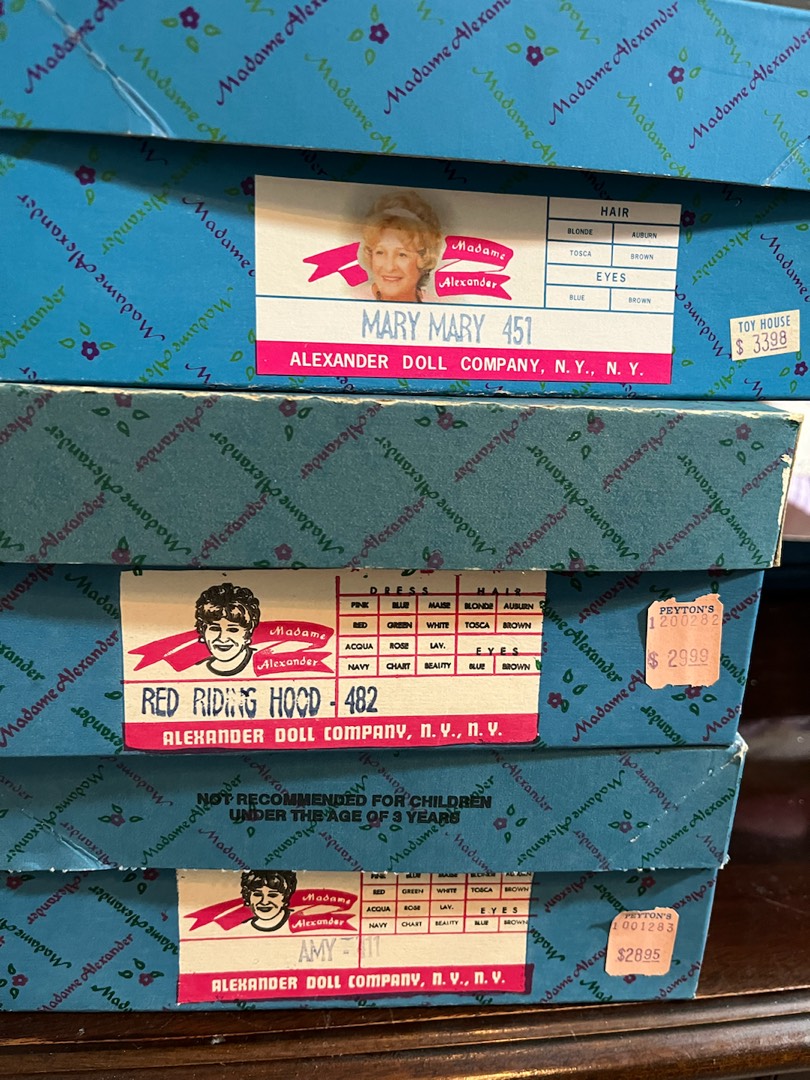 Madame Alexander
HAIR
BLONDE AUBURN
TOSCA BROWN
EYES
BLUE BROWN
Madame
Alexander
MARY MARY 451
ALEXANDER DOLL COMPANY, N.Y., N.Y.
TOY HOUSE
$ 3398
Madame Alexander
DRESS HAIR
PINK BLUE MAISE BLONDE AUBURN
RED GREEN WHITE TOSCA BROWN
ACQUA ROSE LAV. EYES
NAVY CHART BEAUTY BLUE BROWN
Madame
Alexander
RED RIDING HOOD - 482
ALEXANDER DOLL COMPANY, N.Y., N.Y.
PEYTON'S
1200282
$ 2999
NOT RECOMMENDED FOR CHILDREN
UNDER THE AGE OF 3 YEARS
RED GREEN WHITE TOSCA BROWN
ACQUA ROSE LAV. EYES
NAVY CHART BEAUTY BLUE BROWN
Madame
Alexander
AMY
ALEXANDER DOLL COMPANY, N.Y., N.Y.
PEYTON'S
1001283
$2895